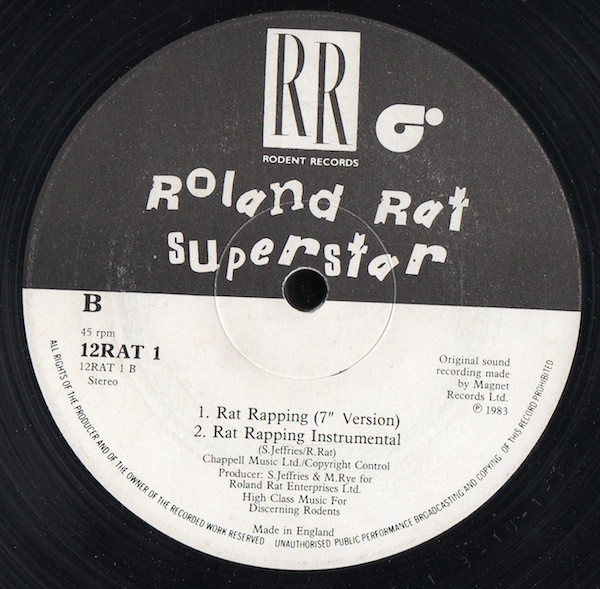 RR
RODENT RECORDS
Roland Rat
superstar
B
45 rpm
12RAT 1
12RAT 1 B
Stereo
Original sound
recording made
by Magnet
Records Ltd.
℗ 1983
1. Rat Rapping (7" Version)
2. Rat Rapping Instrumental
(S.Jeffries/R.Rat)
Chappell Music Ltd./Copyright Control
Producer: S.Jeffries & M.Rye for
Roland Rat Enterprises Ltd.
High Class Music For
Discerning Rodents
Made in England
ALL RIGHTS OF THE PRODUCER AND OF THE OWNER OF THE RECORDED WORK RESERVED UNAUTHORISED PUBLIC PERFORMANCE BROADCASTING AND COPYING OF THIS RECORD PROHIBITED